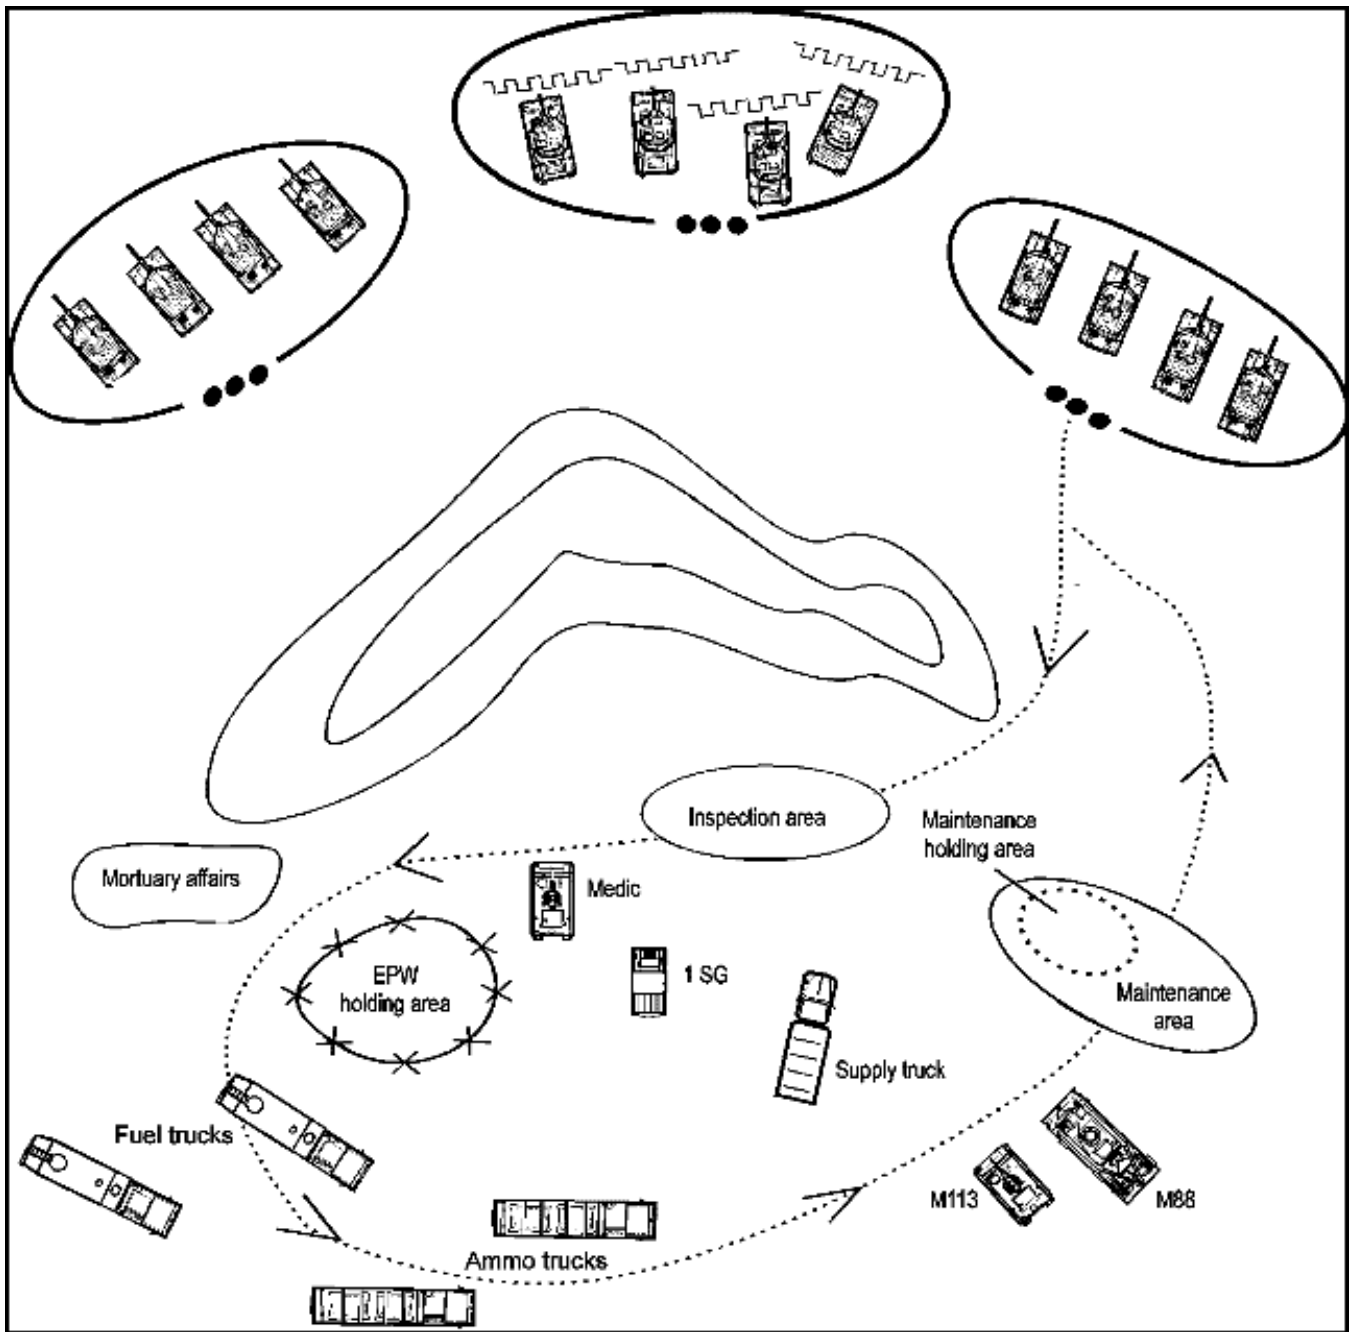 Inspection area
Maintenance
holding area
Mortuary affairs
Medic
EPW
holding area
1 SG
Maintenance
area
Supply truck
Fuel trucks
M113
M88
Ammo trucks